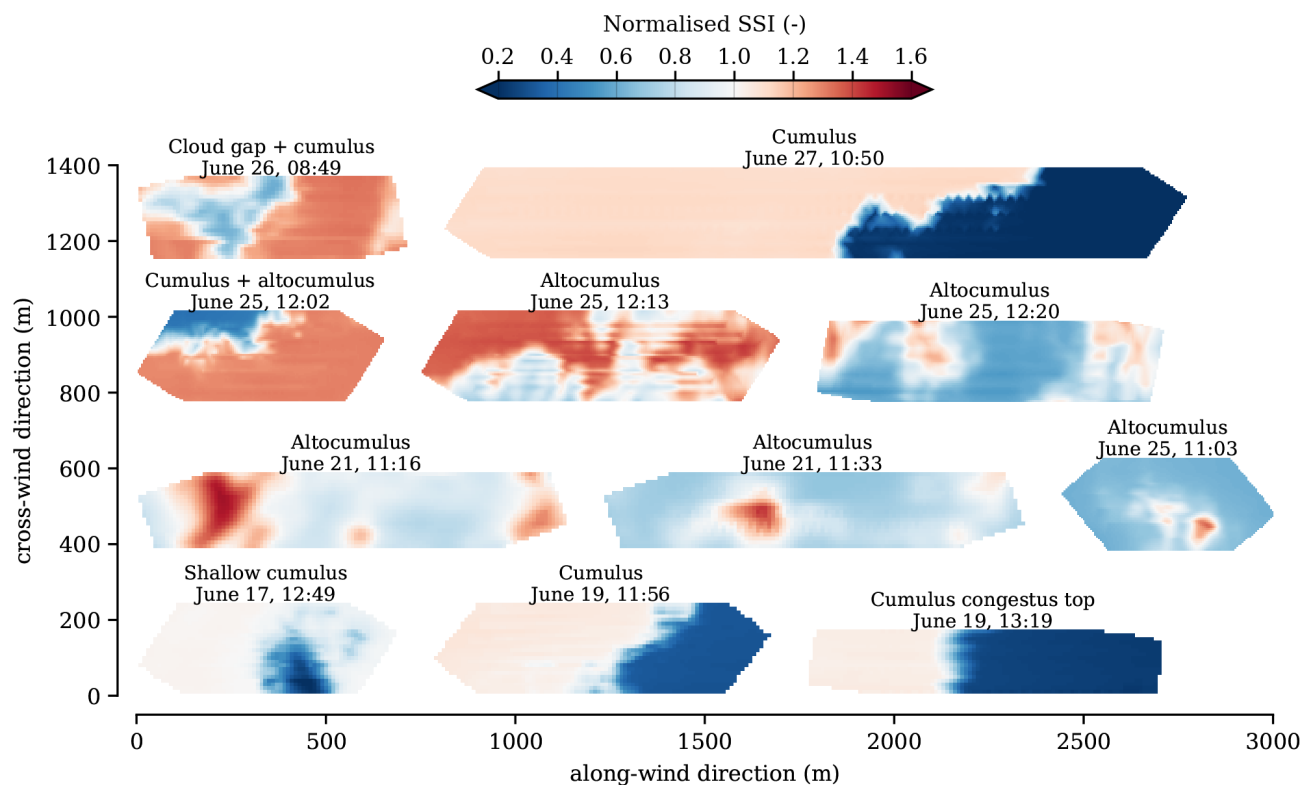 Normalised SSI (-)
0.2 0.4 0.6 0.8 1.0 1.2 1.4 1.6
Cloud gap + cumulus
June 26, 08:49
Cumulus
June 27, 10:50
Cumulus + altocumulus
June 25, 12:02
Altocumulus
June 25, 12:13
Altocumulus
June 25, 12:20
Altocumulus
June 21, 11:16
Altocumulus
June 21, 11:33
Altocumulus
June 25, 11:03
Shallow cumulus
June 17, 12:49
Cumulus
June 19, 11:56
Cumulus congestus top
June 19, 13:19
1400
1200
1000
800
600
400
200
0
cross-wind direction (m)
0 500 1000 1500 2000 2500 3000
along-wind direction (m)